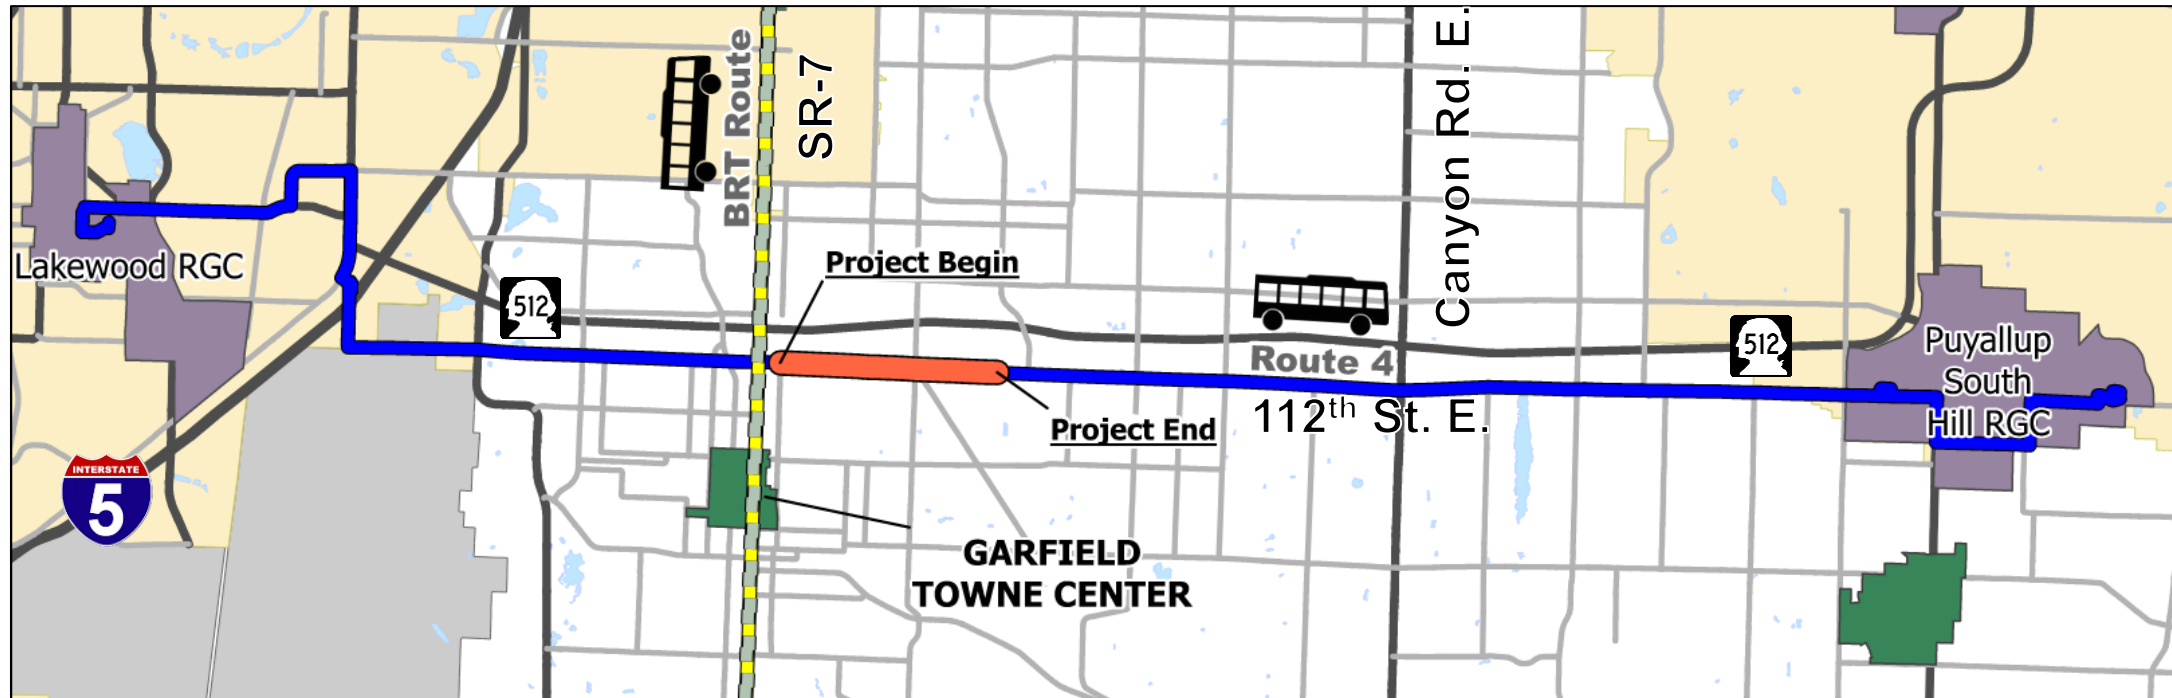 BRT Route
SR-7
Canyon Rd. E.
Lakewood RGC
Project Begin
512
Route 4
512
Puyallup
South
Hill RGC
112th St. E.
Project End
INTERSTATE
5
GARFIELD
TOWNE CENTER